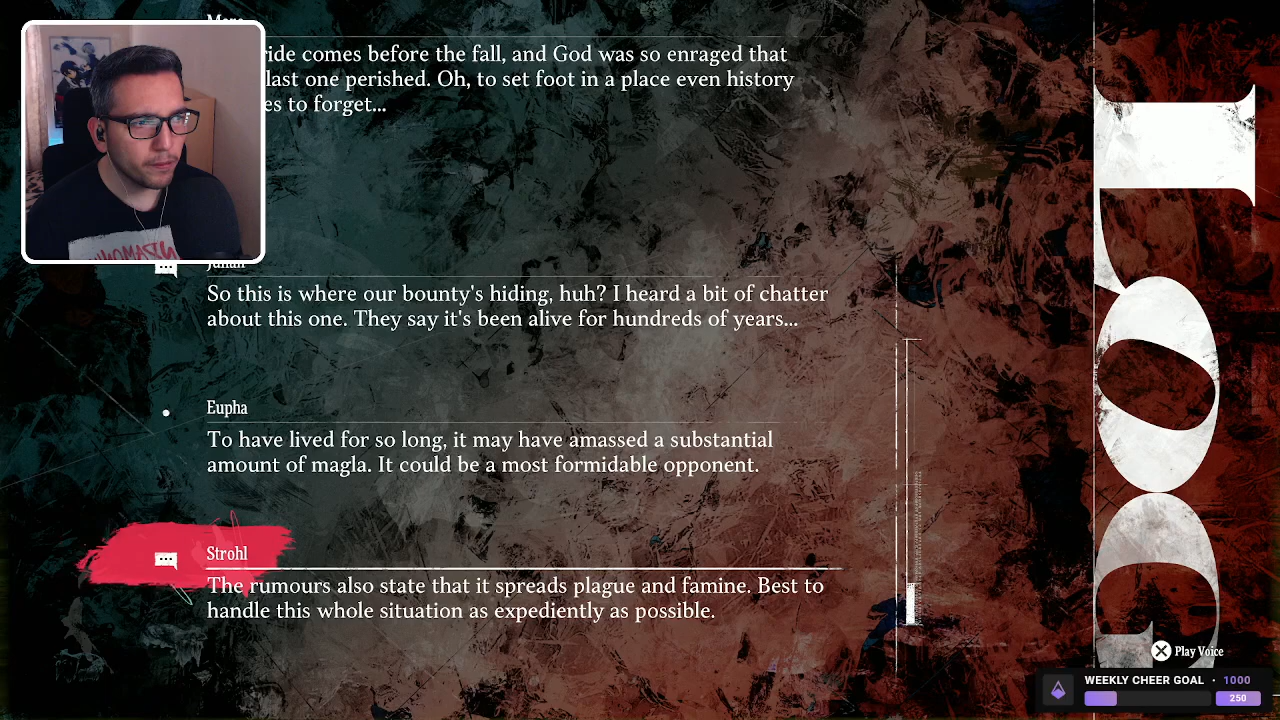 More
ride comes before the fall, and God was so enraged that
last one perished. Oh, to set foot in a place even history
es to forget...
So this is where our bounty's hiding, huh? I heard a bit of chatter
about this one. They say it's been alive for hundreds of years...
Eupha
To have lived for so long, it may have amassed a substantial
amount of magla. It could be a most formidable opponent.
Strohl
The rumours also state that it spreads plague and famine. Best to
handle this whole situation as expediently as possible.
LOG
Play Voice
WEEKLY CHEER GOAL · 1000
250